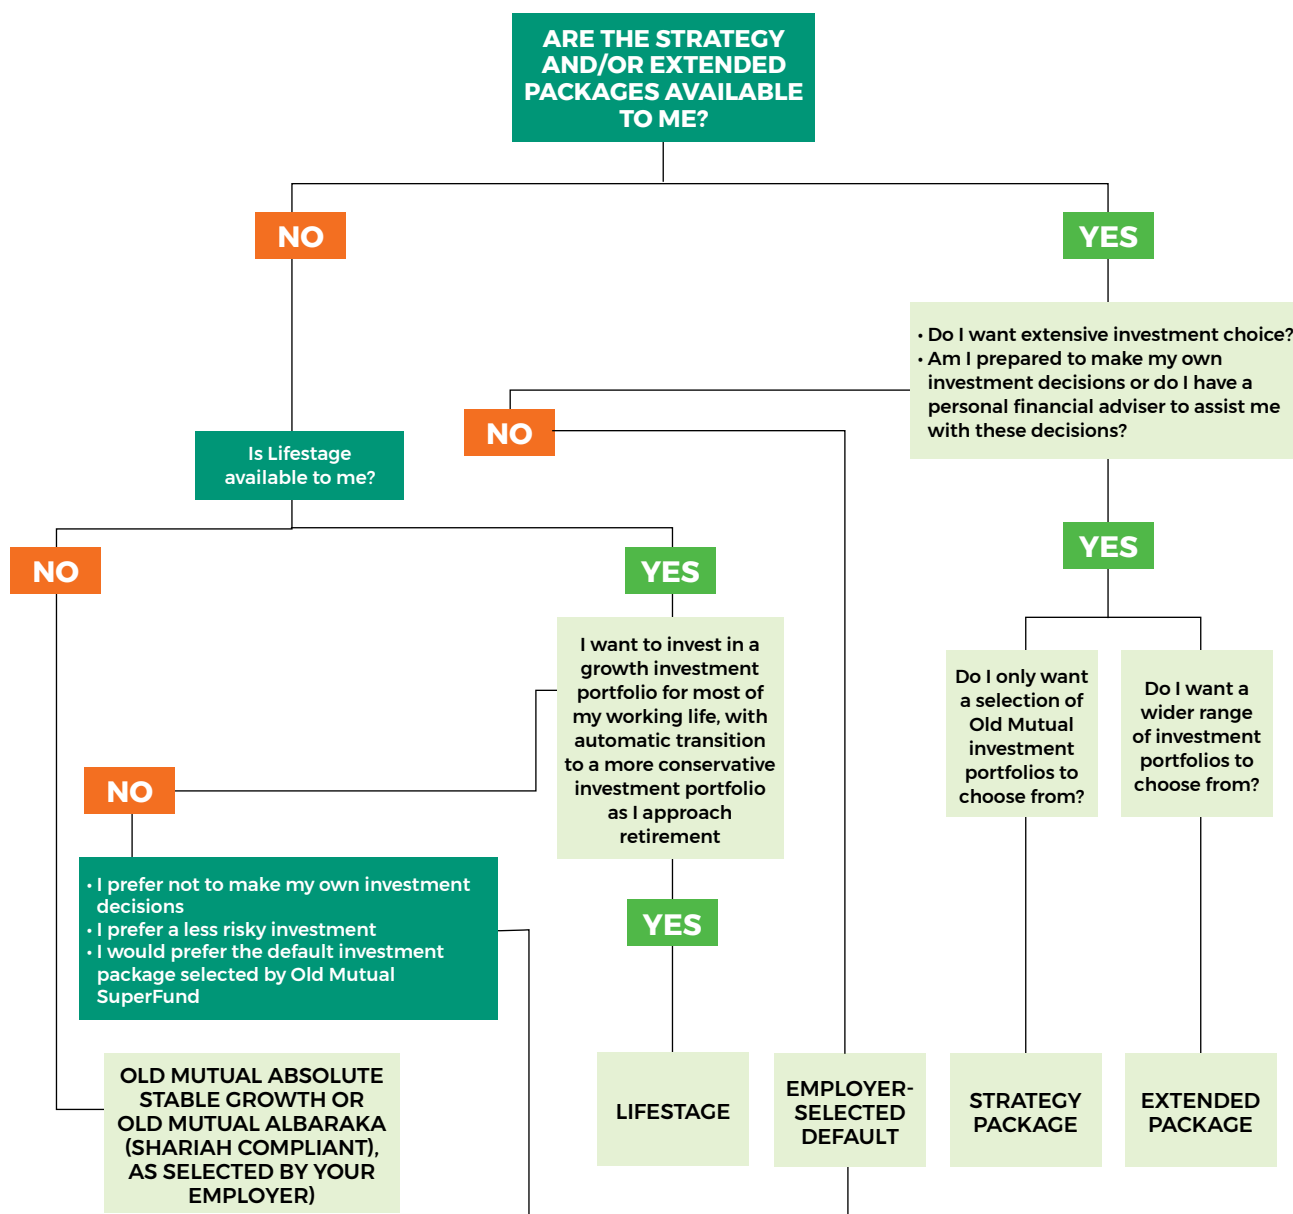 ARE THE STRATEGY
AND/OR EXTENDED
PACKAGES AVAILABLE
TO ME?
NO
YES
• Do I want extensive investment choice?
• Am I prepared to make my own
investment decisions or do I have a
personal financial adviser to assist me
with these decisions?
NO
Is Lifestage
available to me?
YES
NO
YES
I want to invest in a
growth investment
portfolio for most of
my working life, with
automatic transition
to a more conservative
investment portfolio
as I approach
retirement
Do I only want
a selection of
Old Mutual
investment
portfolios to
choose from?
Do I want a
wider range
of investment
portfolios to
choose from?
NO
• I prefer not to make my own investment
decisions
• I prefer a less risky investment
• I would prefer the default investment
package selected by Old Mutual
SuperFund
YES
OLD MUTUAL ABSOLUTE
STABLE GROWTH OR
OLD MUTUAL ALBARAKA
(SHARIAH COMPLIANT),
AS SELECTED BY YOUR
EMPLOYER)
LIFESTAGE
EMPLOYER-
SELECTED
DEFAULT
STRATEGY
PACKAGE
EXTENDED
PACKAGE